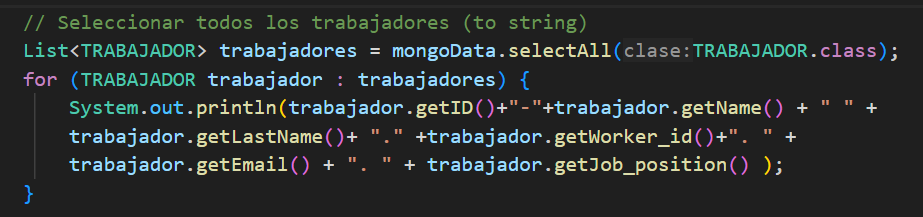 // Seleccionar todos los trabajadores (to string)
List<TRABAJADOR> trabajadores = mongoData.selectAll(clase:TRABAJADOR.class);
for (TRABAJADOR trabajador : trabajadores) {
    System.out.println(trabajador.getID()+"-"+trabajador.getName() + " " +
    trabajador.getLastName()+ "." +trabajador.getWorker_id()+". " +
    trabajador.getEmail() + ". " + trabajador.getJob_position() );
}